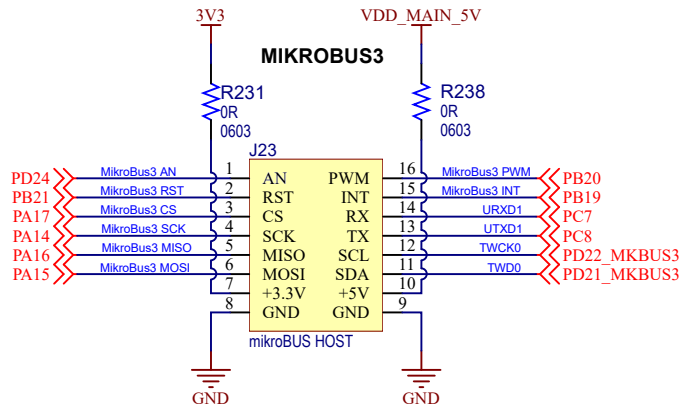 3V3 VDD_MAIN_5V
MIKROBUS3
R231 R238
0R 0R
0603 0603
J23
PD24 MikroBus3 AN 1 AN PWM 16 MikroBus3 PWM PB20
PB21 MikroBus3 RST 2 RST INT 15 MikroBus3 INT PB19
PA17 MikroBus3 CS 3 CS RX 14 URXD1 PC7
PA14 MikroBus3 SCK 4 SCK TX 13 UTXD1 PC8
PA16 MikroBus3 MISO 5 MISO SCL 12 TWCK0 PD22_MKBUS3
PA15 MikroBus3 MOSI 6 MOSI SDA 11 TWD0 PD21_MKBUS3
7 +3.3V +5V 10
8 GND GND 9
mikroBUS HOST
GND GND